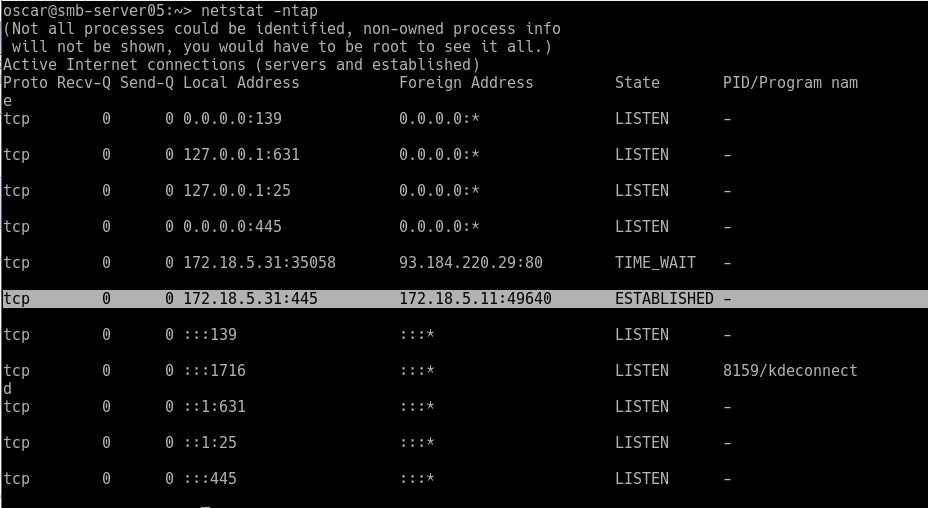 oscar@smb-server05:~> netstat -ntap
(Not all processes could be identified, non-owned process info
 will not be shown, you would have to be root to see it all.)
Active Internet connections (servers and established)
Proto Recv-Q Send-Q Local Address           Foreign Address         State       PID/Program nam
e
tcp        0      0 0.0.0.0:139             0.0.0.0:*               LISTEN      -
tcp        0      0 127.0.0.1:631           0.0.0.0:*               LISTEN      -
tcp        0      0 127.0.0.1:25            0.0.0.0:*               LISTEN      -
tcp        0      0 0.0.0.0:445             0.0.0.0:*               LISTEN      -
tcp        0      0 172.18.5.31:35058       93.184.220.29:80        TIME_WAIT   -
tcp        0      0 172.18.5.31:445         172.18.5.11:49640       ESTABLISHED -
tcp        0      0 :::139                  :::*                    LISTEN      -
tcp        0      0 :::1716                 :::*                    LISTEN      8159/kdeconnect
d
tcp        0      0 ::1:631                 :::*                    LISTEN      -
tcp        0      0 ::1:25                  :::*                    LISTEN      -
tcp        0      0 :::445                  :::*                    LISTEN      -